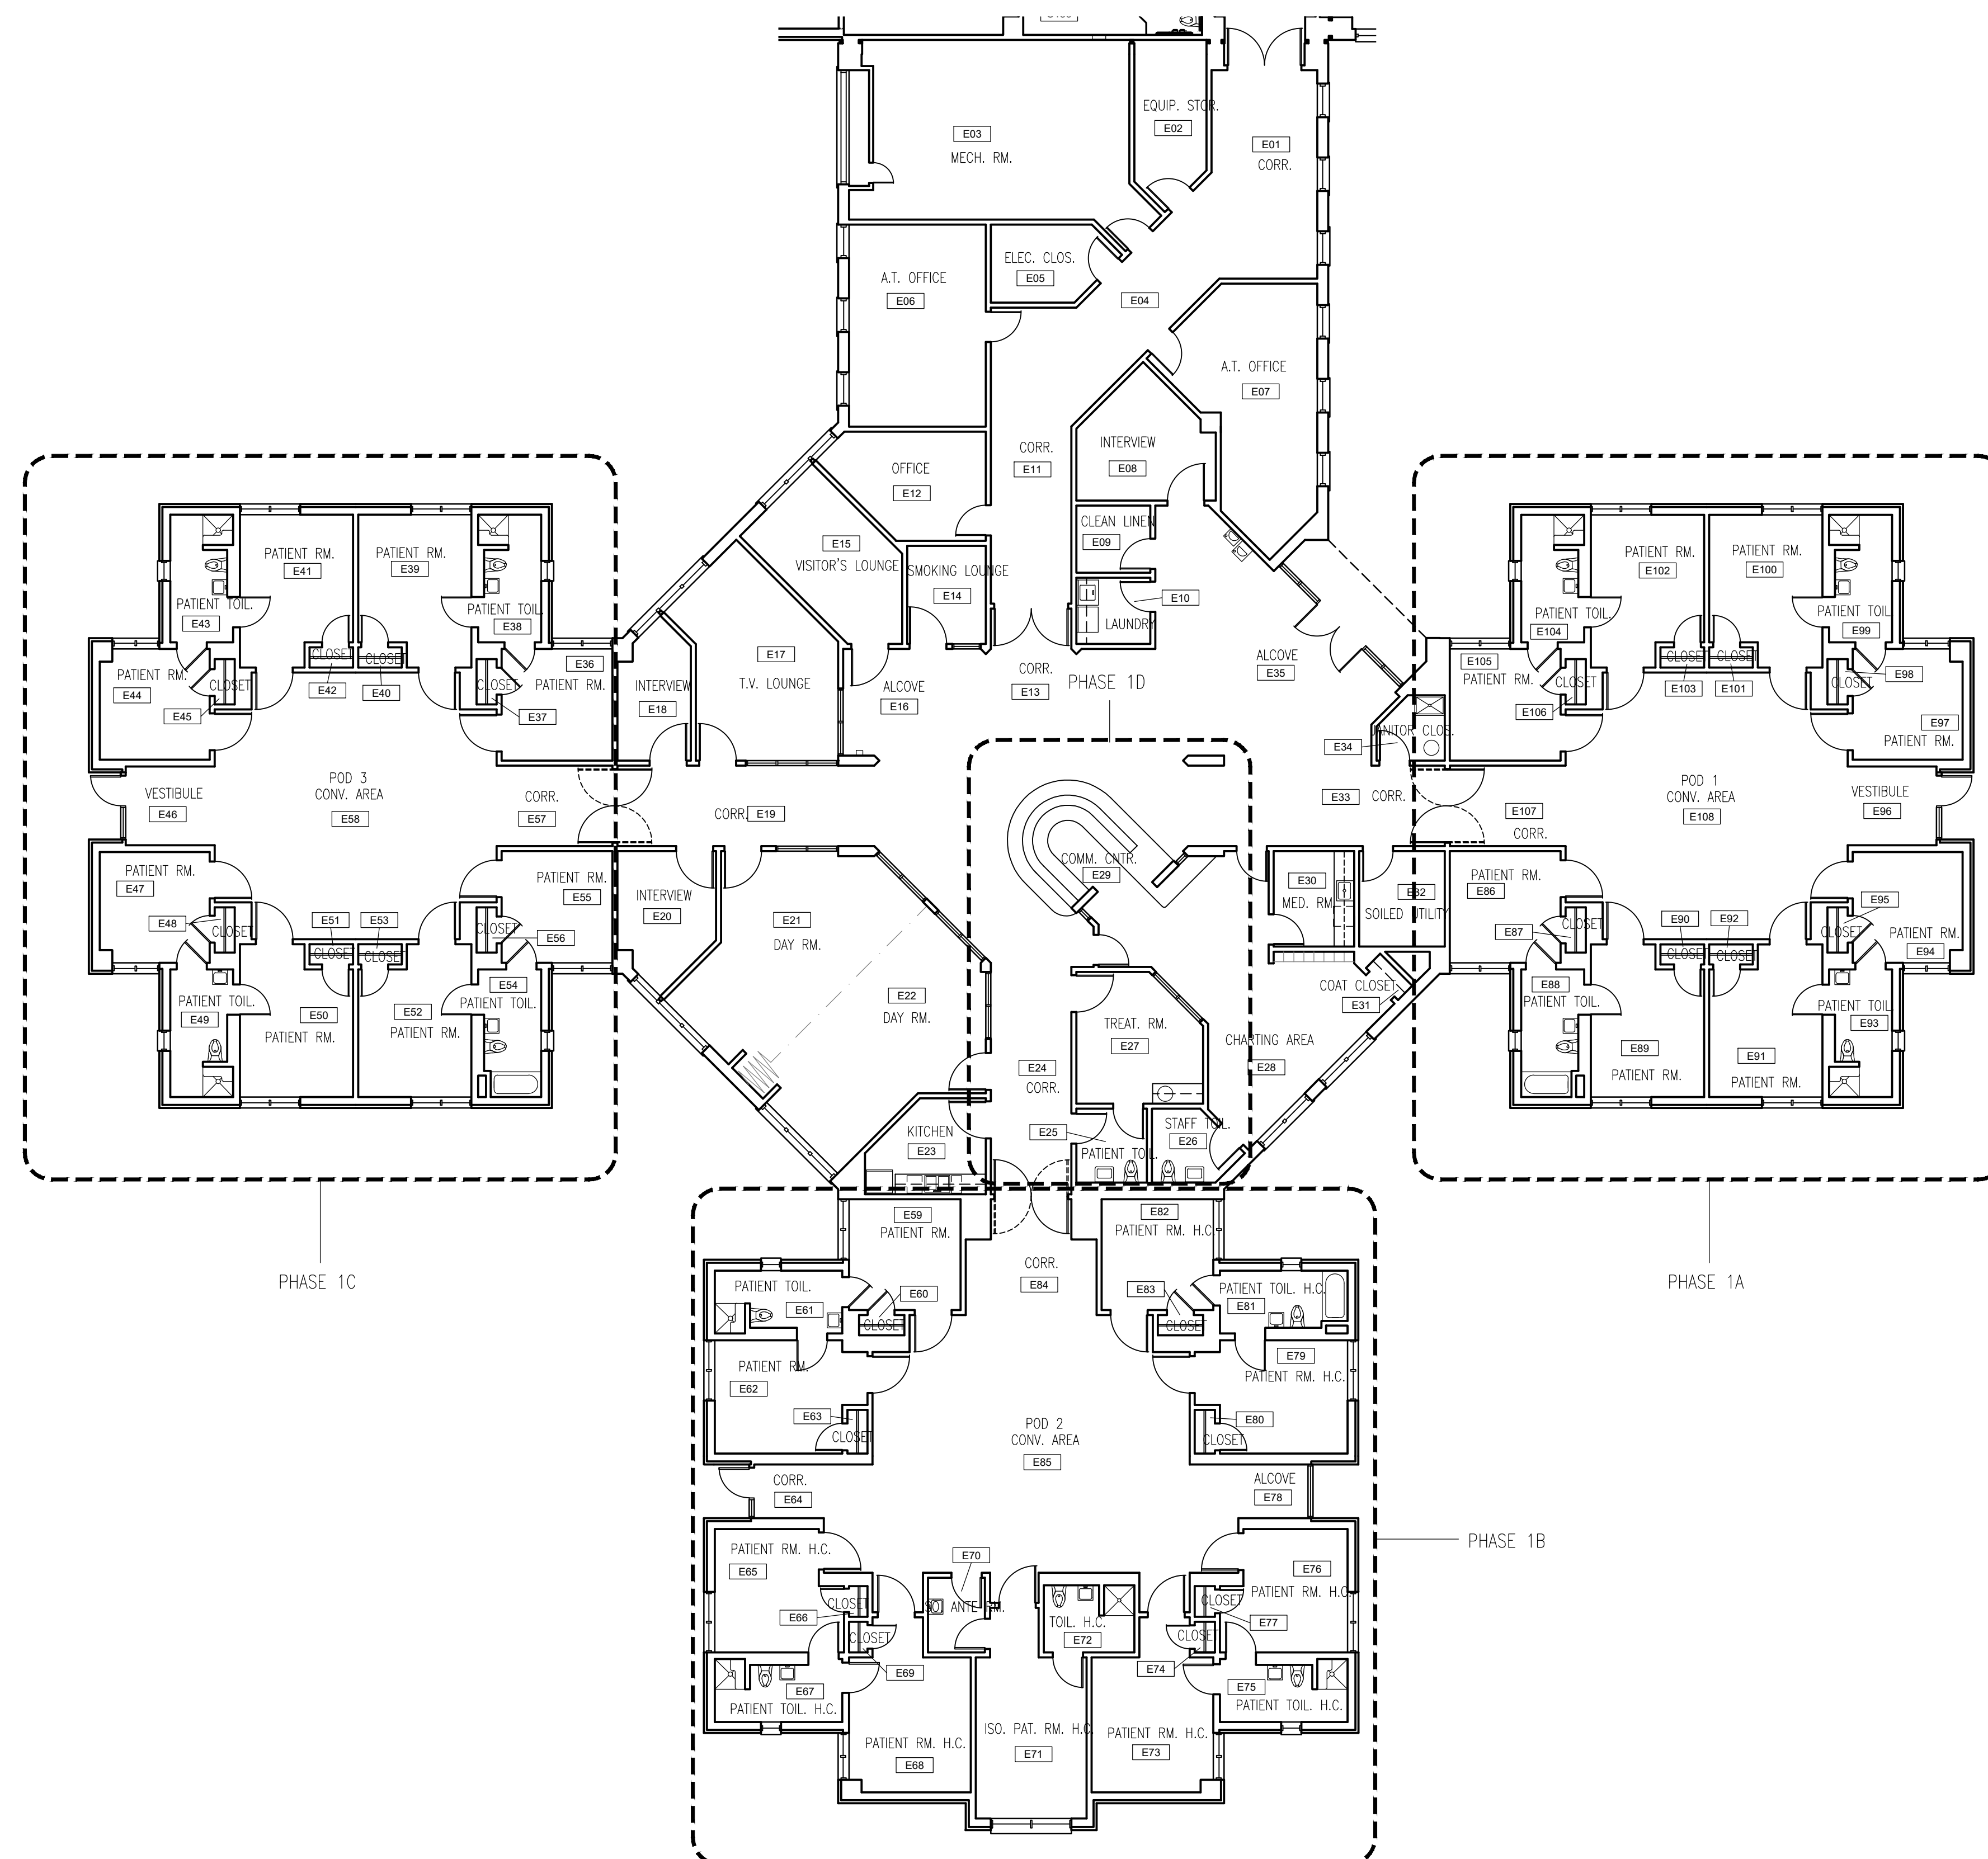 EQUIP. STOR.
E02
E03
MECH. RM.
E01
CORR.
ELEC. CLOS.
E05
A.T. OFFICE
E06
E04
A.T. OFFICE
E07
CORR.
E11
INTERVIEW
E08
OFFICE
E12
CLEAN LINEN
E09
E15
VISITOR'S LOUNGE
SMOKING LOUNGE
E14
E10
LAUNDRY
E17
T.V. LOUNGE
INTERVIEW
E18
ALCOVE
E16
CORR.
E13
PHASE 1D
ALCOVE
E35
E34
JANITOR CLOS.
PATIENT RM.
E41
PATIENT RM.
E39
PATIENT TOIL.
E43
PATIENT TOIL.
E38
CLOSET
E42
CLOSET
E40
PATIENT RM.
E44
CLOSET
E45
E36
PATIENT RM.
CLOSET
E37
POD 3
CONV. AREA
E58
VESTIBULE
E46
CORR.
E57
CORR.
E19
PATIENT RM.
E47
E48
CLOSET
E51
CLOSET
E53
CLOSET
PATIENT RM.
E55
E56
E54
PATIENT TOIL.
PATIENT TOIL.
E49
E50
PATIENT RM.
E52
PATIENT RM.
PHASE 1C
INTERVIEW
E20
E21
DAY RM.
E22
DAY RM.
KITCHEN
E23
COMM. CNTR.
E29
E33
CORR.
E30
MED. RM.
E32
SOILED UTILITY
COAT CLOSET
E31
TREAT. RM.
E27
CHARTING AREA
E28
E24
CORR.
E25
PATIENT TOIL.
STAFF TOIL.
E26
PATIENT RM.
E102
PATIENT RM.
E100
PATIENT TOIL.
E104
PATIENT TOIL.
E99
E105
PATIENT RM.
CLOSET
E106
CLOSET
E103
CLOSET
E101
CLOSET
E98
E97
PATIENT RM.
POD 1
CONV. AREA
E108
VESTIBULE
E96
E107
CORR.
PATIENT RM.
E86
E87
CLOSET
E90
CLOSET
E92
CLOSET
E95
CLOSET
PATIENT RM.
E94
E88
PATIENT TOIL.
PATIENT TOIL.
E93
E89
PATIENT RM.
E91
PATIENT RM.
PHASE 1A
E59
PATIENT RM.
E82
PATIENT RM. H.C.
CORR.
E84
PATIENT TOIL.
E61
E60
CLOSET
E83
CLOSET
PATIENT TOIL. H.C.
E81
PATIENT RM.
E62
E63
CLOSET
E79
PATIENT RM. H.C.
E80
CLOSET
POD 2
CONV. AREA
E85
CORR.
E64
ALCOVE
E78
PHASE 1B
PATIENT RM. H.C.
E65
CLOSET
E66
CLOSET
E69
E70
ISO. ANTE RM.
TOIL. H.C.
E72
E76
PATIENT RM. H.C.
CLOSET
E77
CLOSET
E74
E67
PATIENT TOIL. H.C.
E75
PATIENT TOIL. H.C.
PATIENT RM. H.C.
E68
ISO. PAT. RM. H.C.
E71
PATIENT RM. H.C.
E73